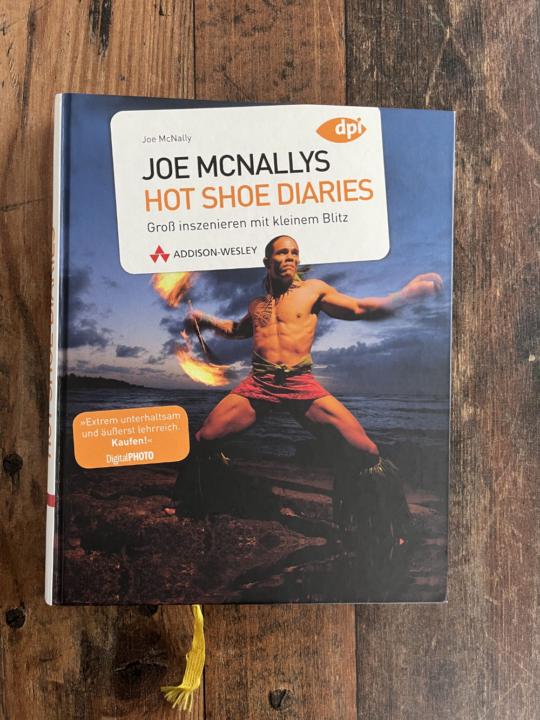 dpi
Joe McNally
JOE MCNALLYS
HOT SHOE DIARIES
Groß inszenieren mit kleinem Blitz
ADDISON-WESLEY
»Extrem unterhaltsam
und äußerst lehrreich.
Kaufen!«
DigitalPHOTO